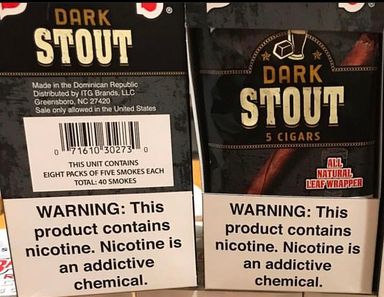 DARK
STOUT
Made in the Dominican Republic
Distributed by ITG Brands, LLC
Greensboro, NC 27420
Sale only allowed in the United States
0 71610 30273 0
THIS UNIT CONTAINS
EIGHT PACKS OF FIVE SMOKES EACH
TOTAL: 40 SMOKES
WARNING: This
product contains
nicotine. Nicotine is
an addictive
chemical.
®
DARK
STOUT
5 CIGARS
ALL
NATURAL
LEAF WRAPPER
WARNING: This
product contains
nicotine. Nicotine is
an addictive
chemical.